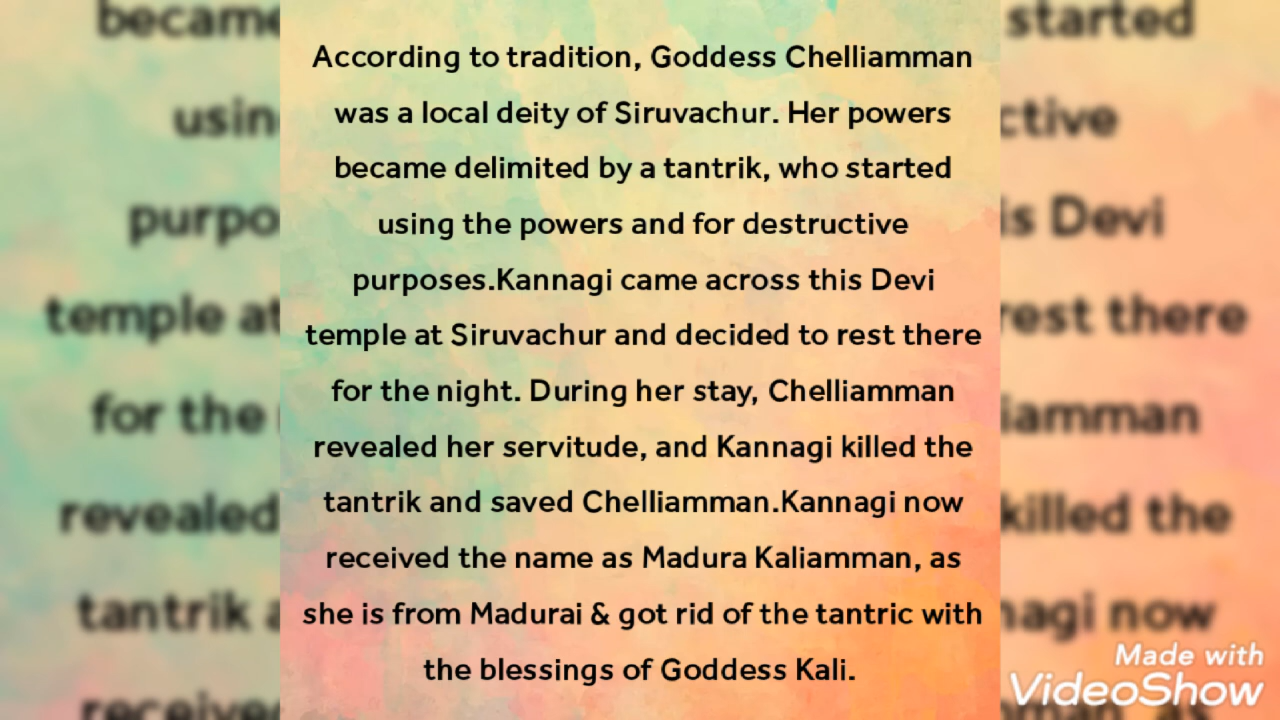 According to tradition, Goddess Chelliamman
was a local deity of Siruvachur. Her powers
became delimited by a tantrik, who started
using the powers and for destructive
purposes.Kannagi came across this Devi
temple at Siruvachur and decided to rest there
for the night. During her stay, Chelliamman
revealed her servitude, and Kannagi killed the
tantrik and saved Chelliamman.Kannagi now
received the name as Madura Kaliamman, as
she is from Madurai & got rid of the tantric with
the blessings of Goddess Kali.
Made with
VideoShow